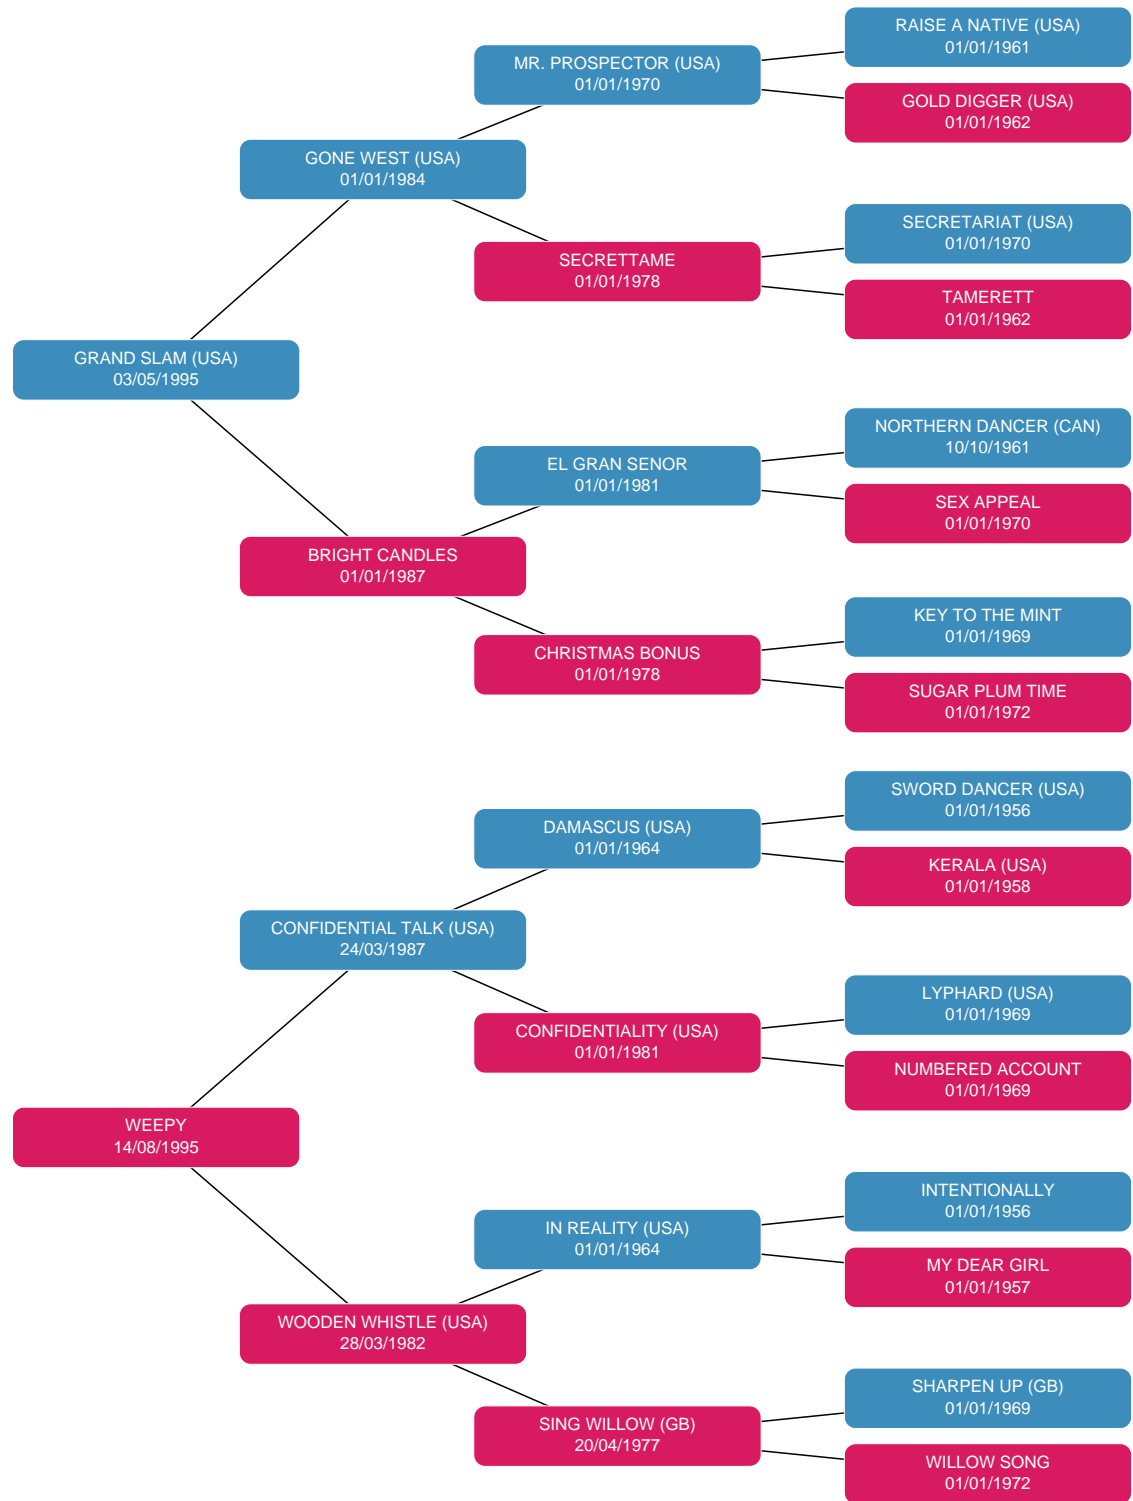 RAISE A NATIVE (USA)
01/01/1961
MR. PROSPECTOR (USA)
01/01/1970
GOLD DIGGER (USA)
01/01/1962
GONE WEST (USA)
01/01/1984
SECRETARIAT (USA)
01/01/1970
SECRETTAME
01/01/1978
TAMERETT
01/01/1962
GRAND SLAM (USA)
03/05/1995
NORTHERN DANCER (CAN)
10/10/1961
EL GRAN SENOR
01/01/1981
SEX APPEAL
01/01/1970
BRIGHT CANDLES
01/01/1987
KEY TO THE MINT
01/01/1969
CHRISTMAS BONUS
01/01/1978
SUGAR PLUM TIME
01/01/1972
SWORD DANCER (USA)
01/01/1956
DAMASCUS (USA)
01/01/1964
KERALA (USA)
01/01/1958
CONFIDENTIAL TALK (USA)
24/03/1987
LYPHARD (USA)
01/01/1969
CONFIDENTIALITY (USA)
01/01/1981
NUMBERED ACCOUNT
01/01/1969
WEEPY
14/08/1995
INTENTIONALLY
01/01/1956
IN REALITY (USA)
01/01/1964
MY DEAR GIRL
01/01/1957
WOODEN WHISTLE (USA)
28/03/1982
SHARPEN UP (GB)
01/01/1969
SING WILLOW (GB)
20/04/1977
WILLOW SONG
01/01/1972